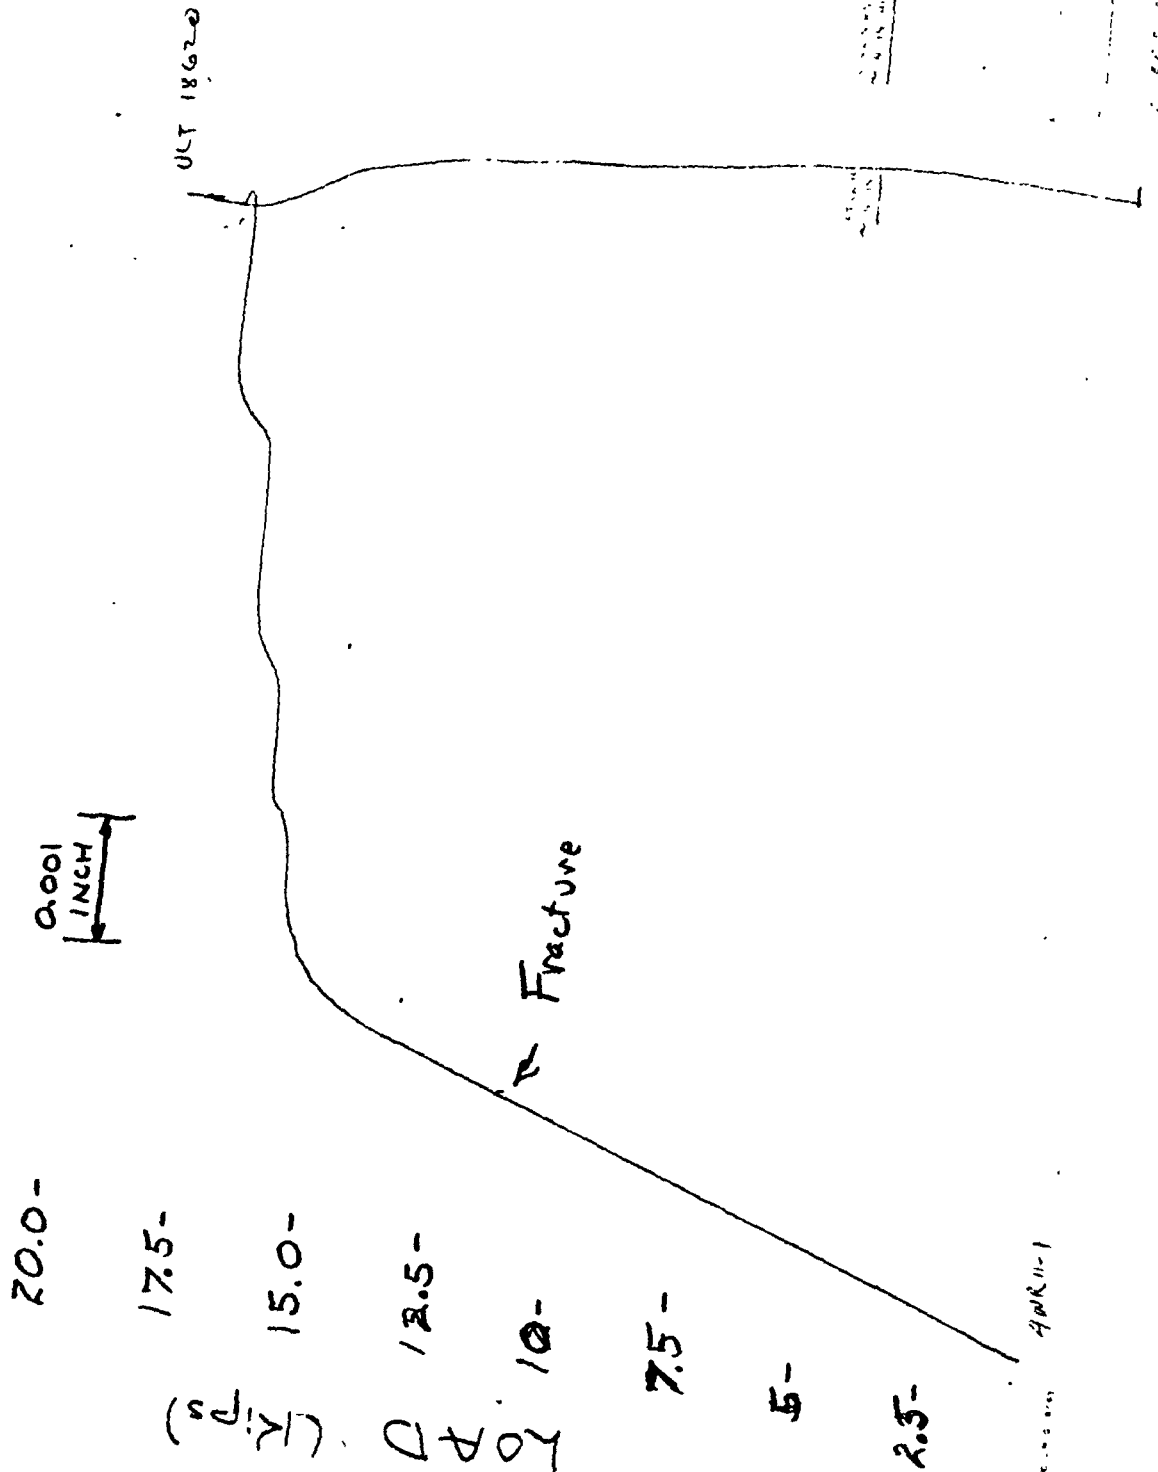 ULT 18620
0.001
INCH
Fracture
20.0-
17.5-
15.0-
12.5-
10-
7.5-
5-
2.5-
LOAD (Kips)